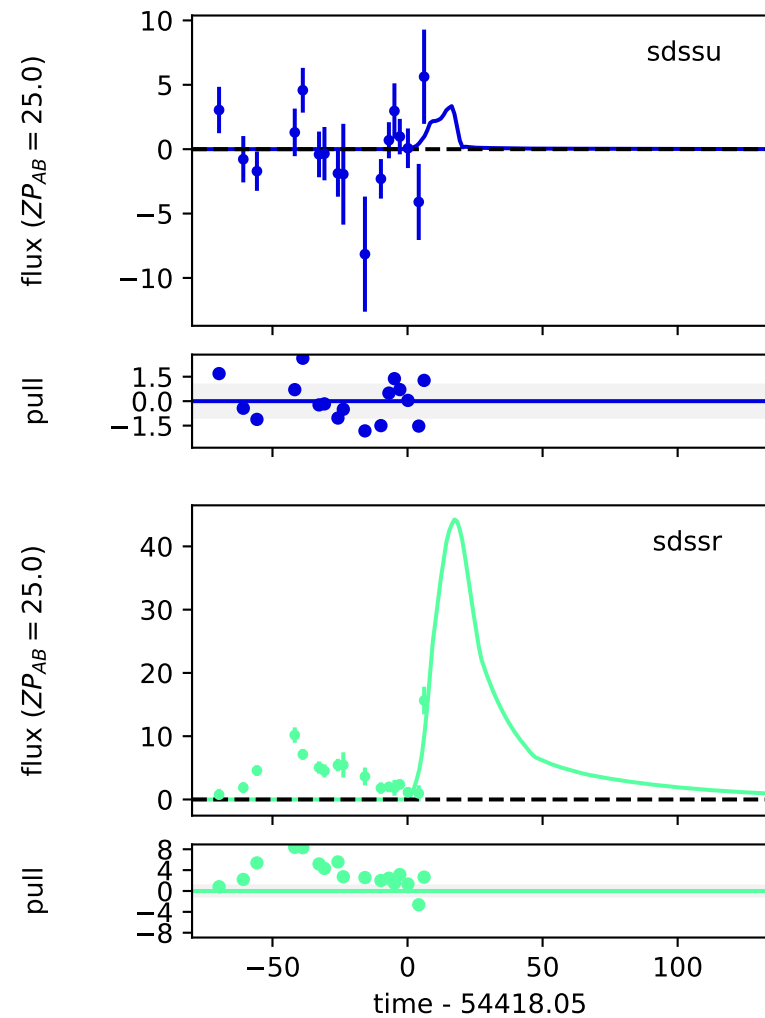 10
5
0
−5
−10
flux (ZP_AB = 25.0)
sdssu
1.5
0.0
−1.5
pull
40
30
20
10
0
flux (ZP_AB = 25.0)
sdssr
8
4
0
−4
−8
pull
−50 0 50 100
time - 54418.05